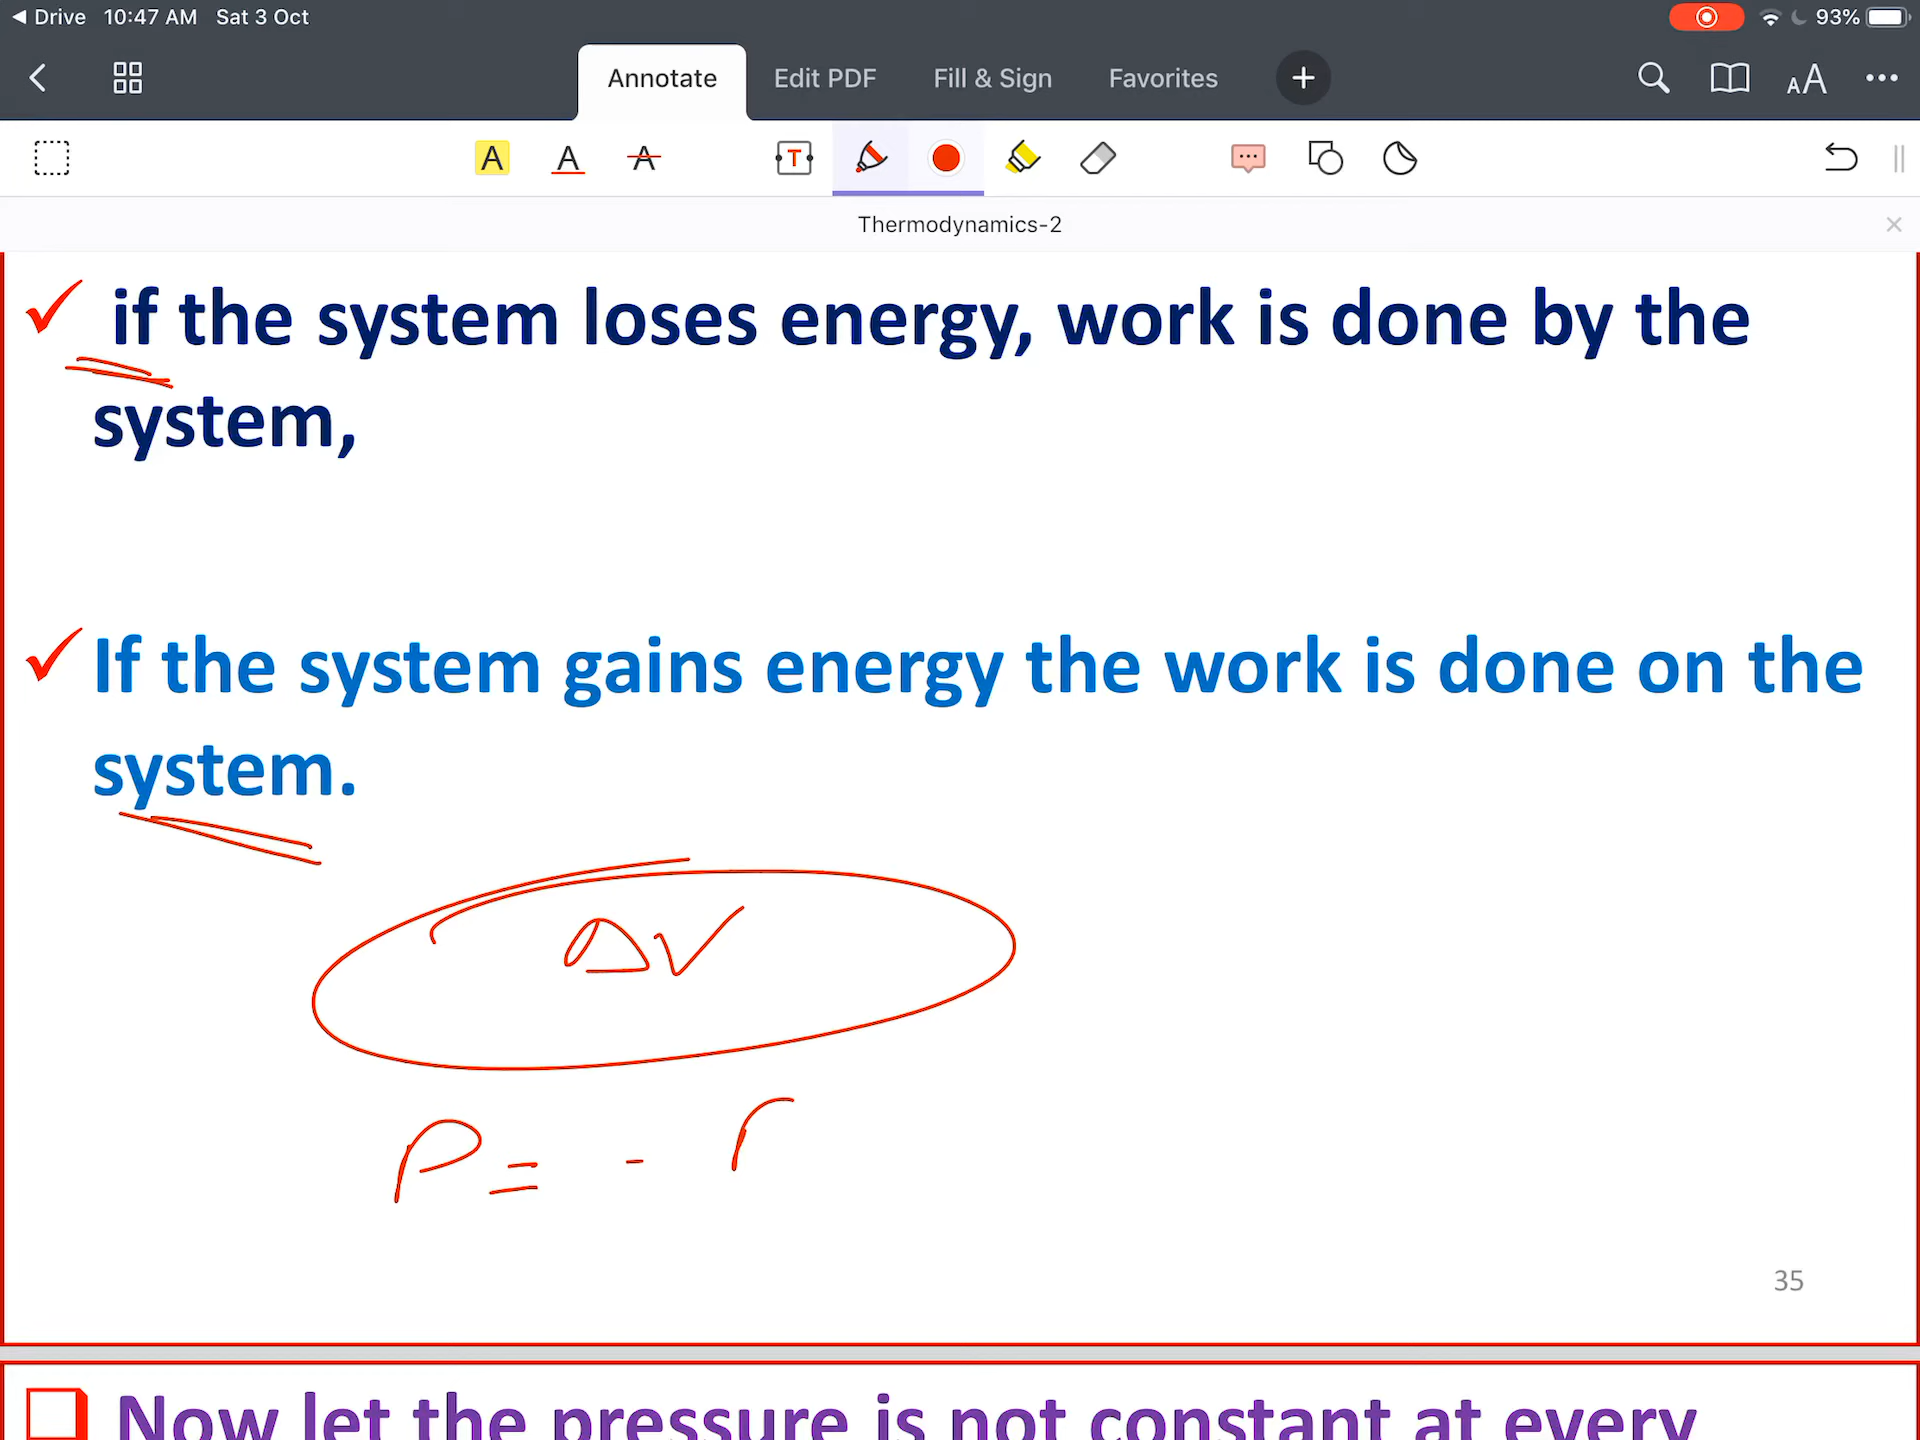 Drive 10:47 AM Sat 3 Oct 93%
Annotate Edit PDF Fill & Sign Favorites
Thermodynamics-2
if the system loses energy, work is done by the
system,
If the system gains energy the work is done on the
system.
ΔV
P = -
35
Now let the pressure is not constant at every